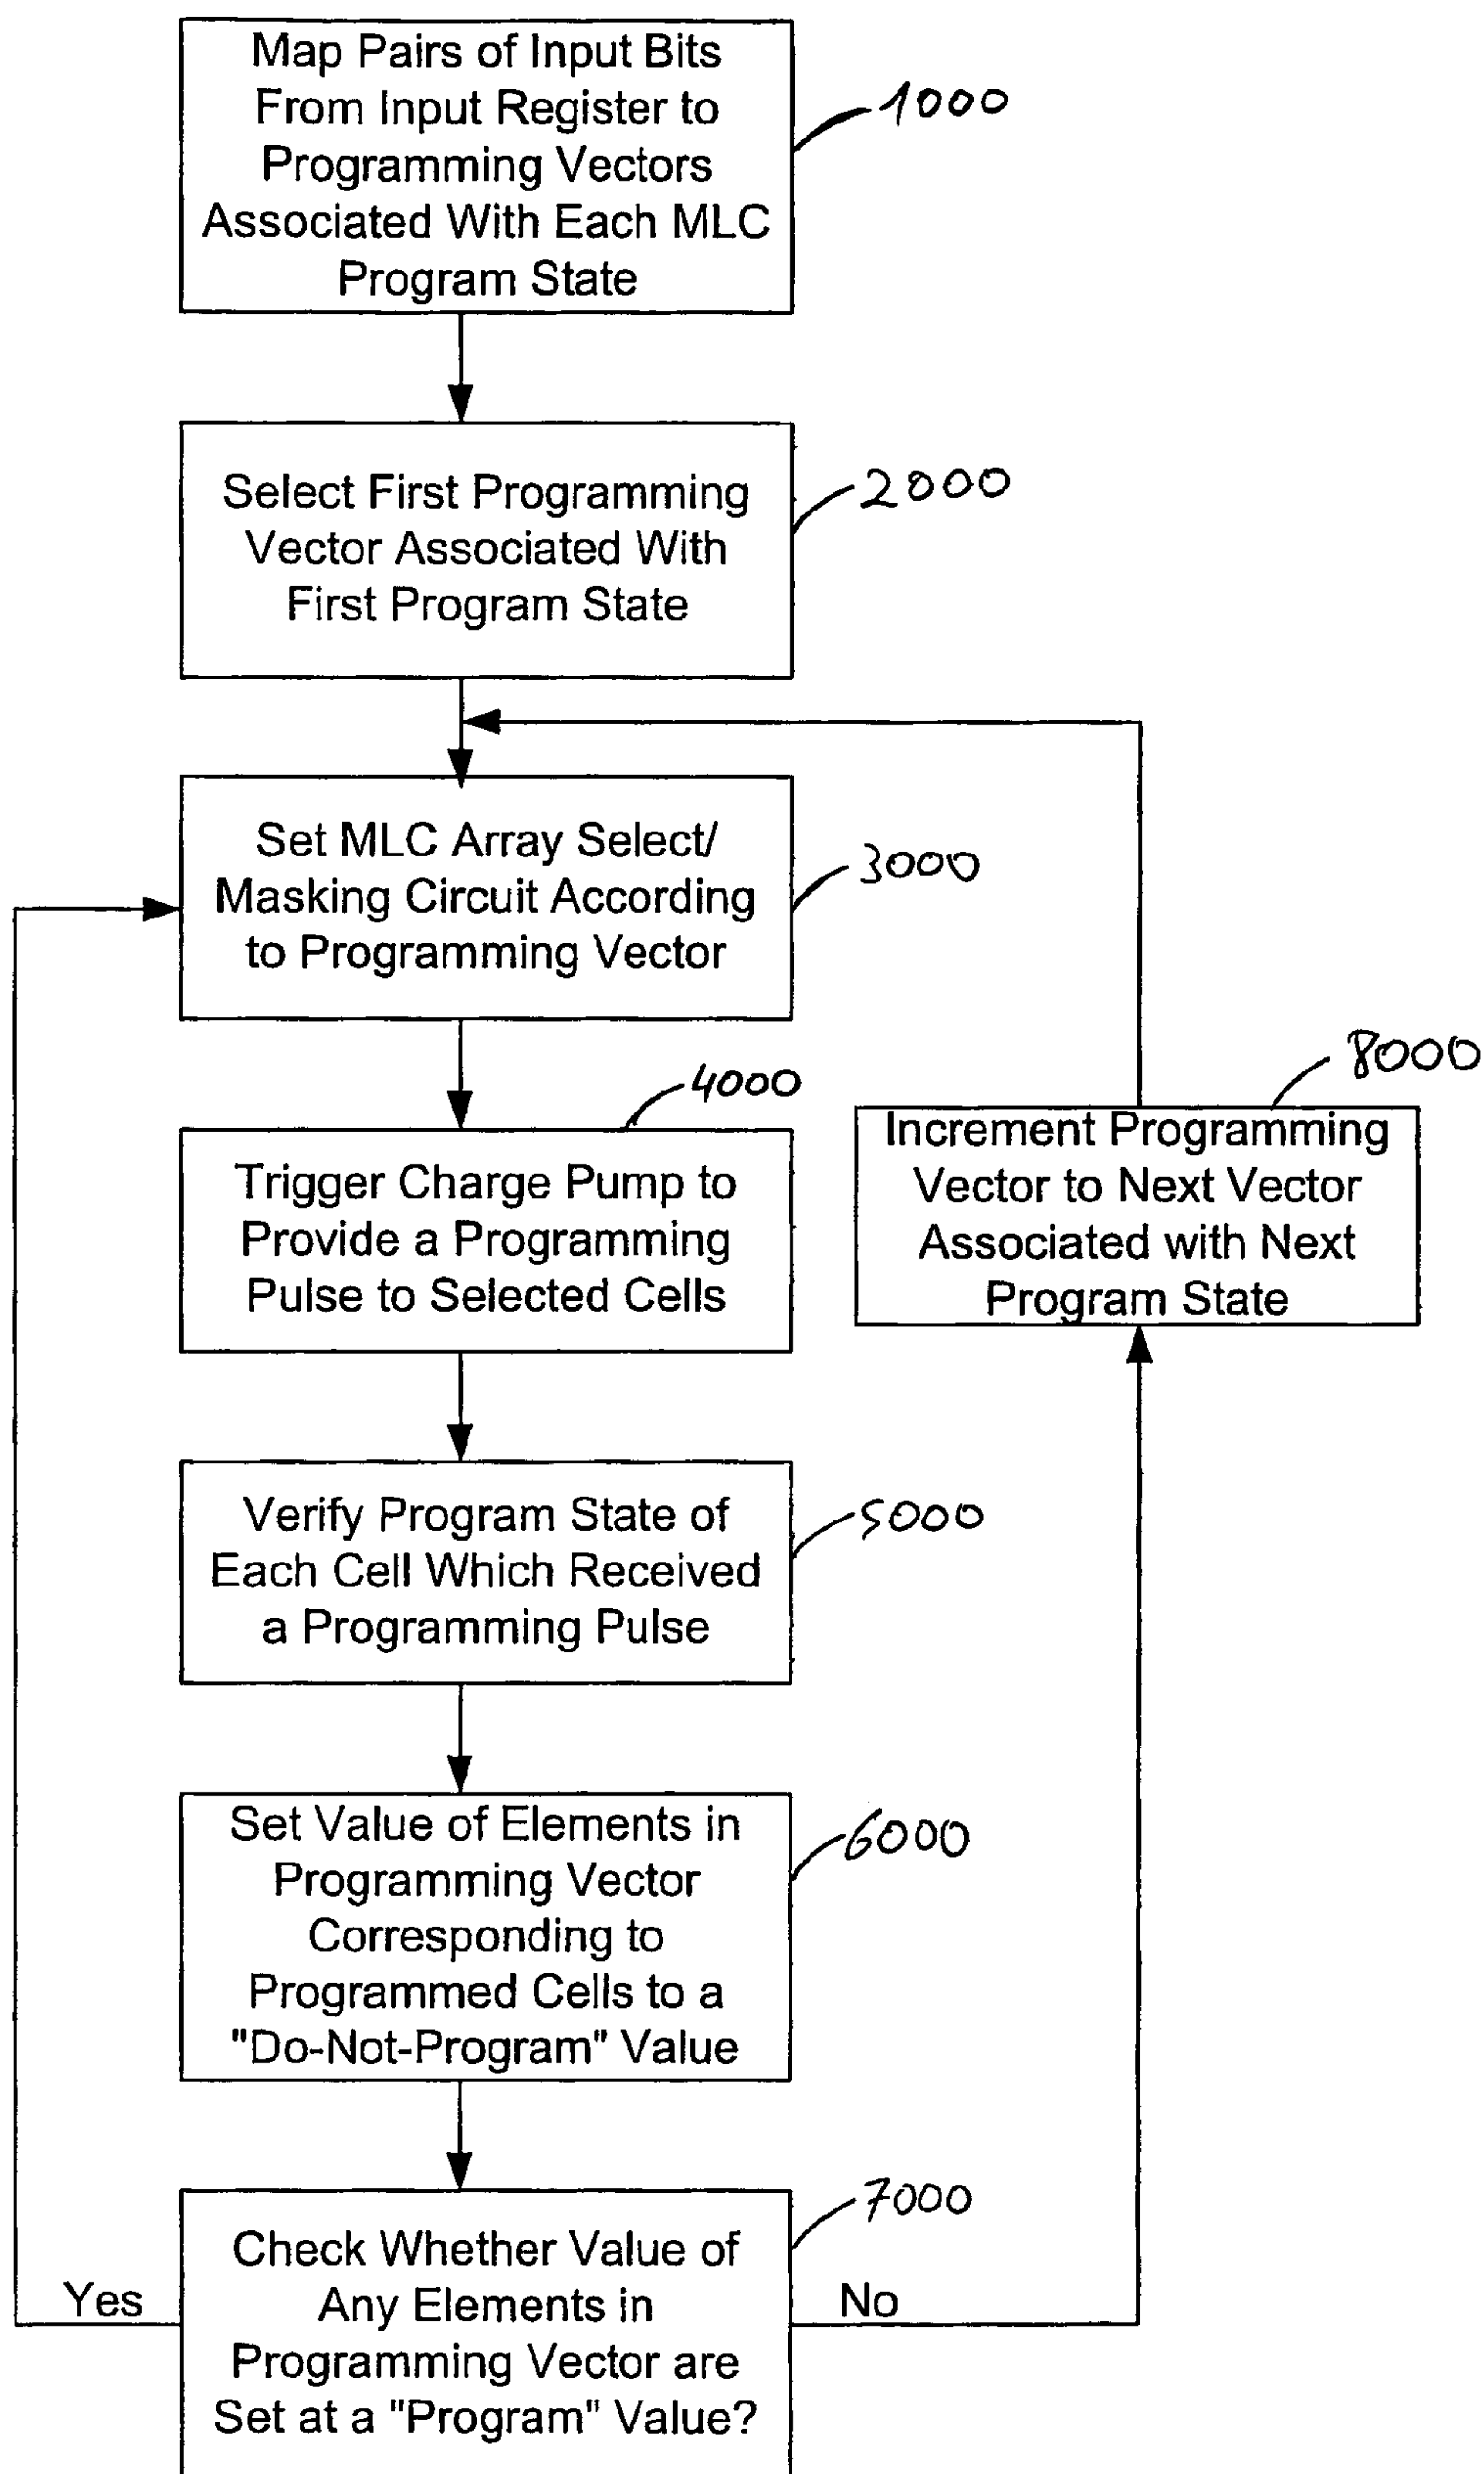 Map Pairs of Input Bits
From Input Register to
Programming Vectors
Associated With Each MLC
Program State
1000
Select First Programming
Vector Associated With
First Program State
2000
Set MLC Array Select/
Masking Circuit According
to Programming Vector
3000
Trigger Charge Pump to
Provide a Programming
Pulse to Selected Cells
4000
Increment Programming
Vector to Next Vector
Associated with Next
Program State
8000
Verify Program State of
Each Cell Which Received
a Programming Pulse
5000
Set Value of Elements in
Programming Vector
Corresponding to
Programmed Cells to a
"Do-Not-Program" Value
6000
Check Whether Value of
Any Elements in
Programming Vector are
Set at a "Program" Value?
7000
Yes
No